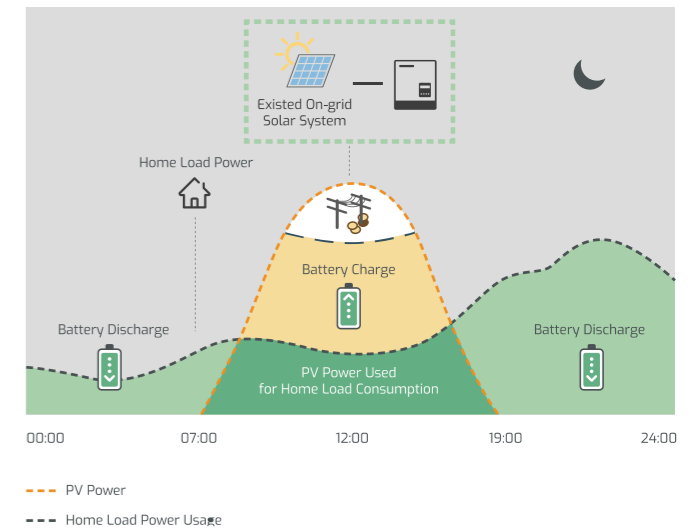 Existed On-grid
Solar System
Home Load Power
Battery Charge
Battery Discharge
Battery Discharge
PV Power Used
for Home Load Consumption
00:00
07:00
12:00
19:00
24:00
PV Power
Home Load Power Usage